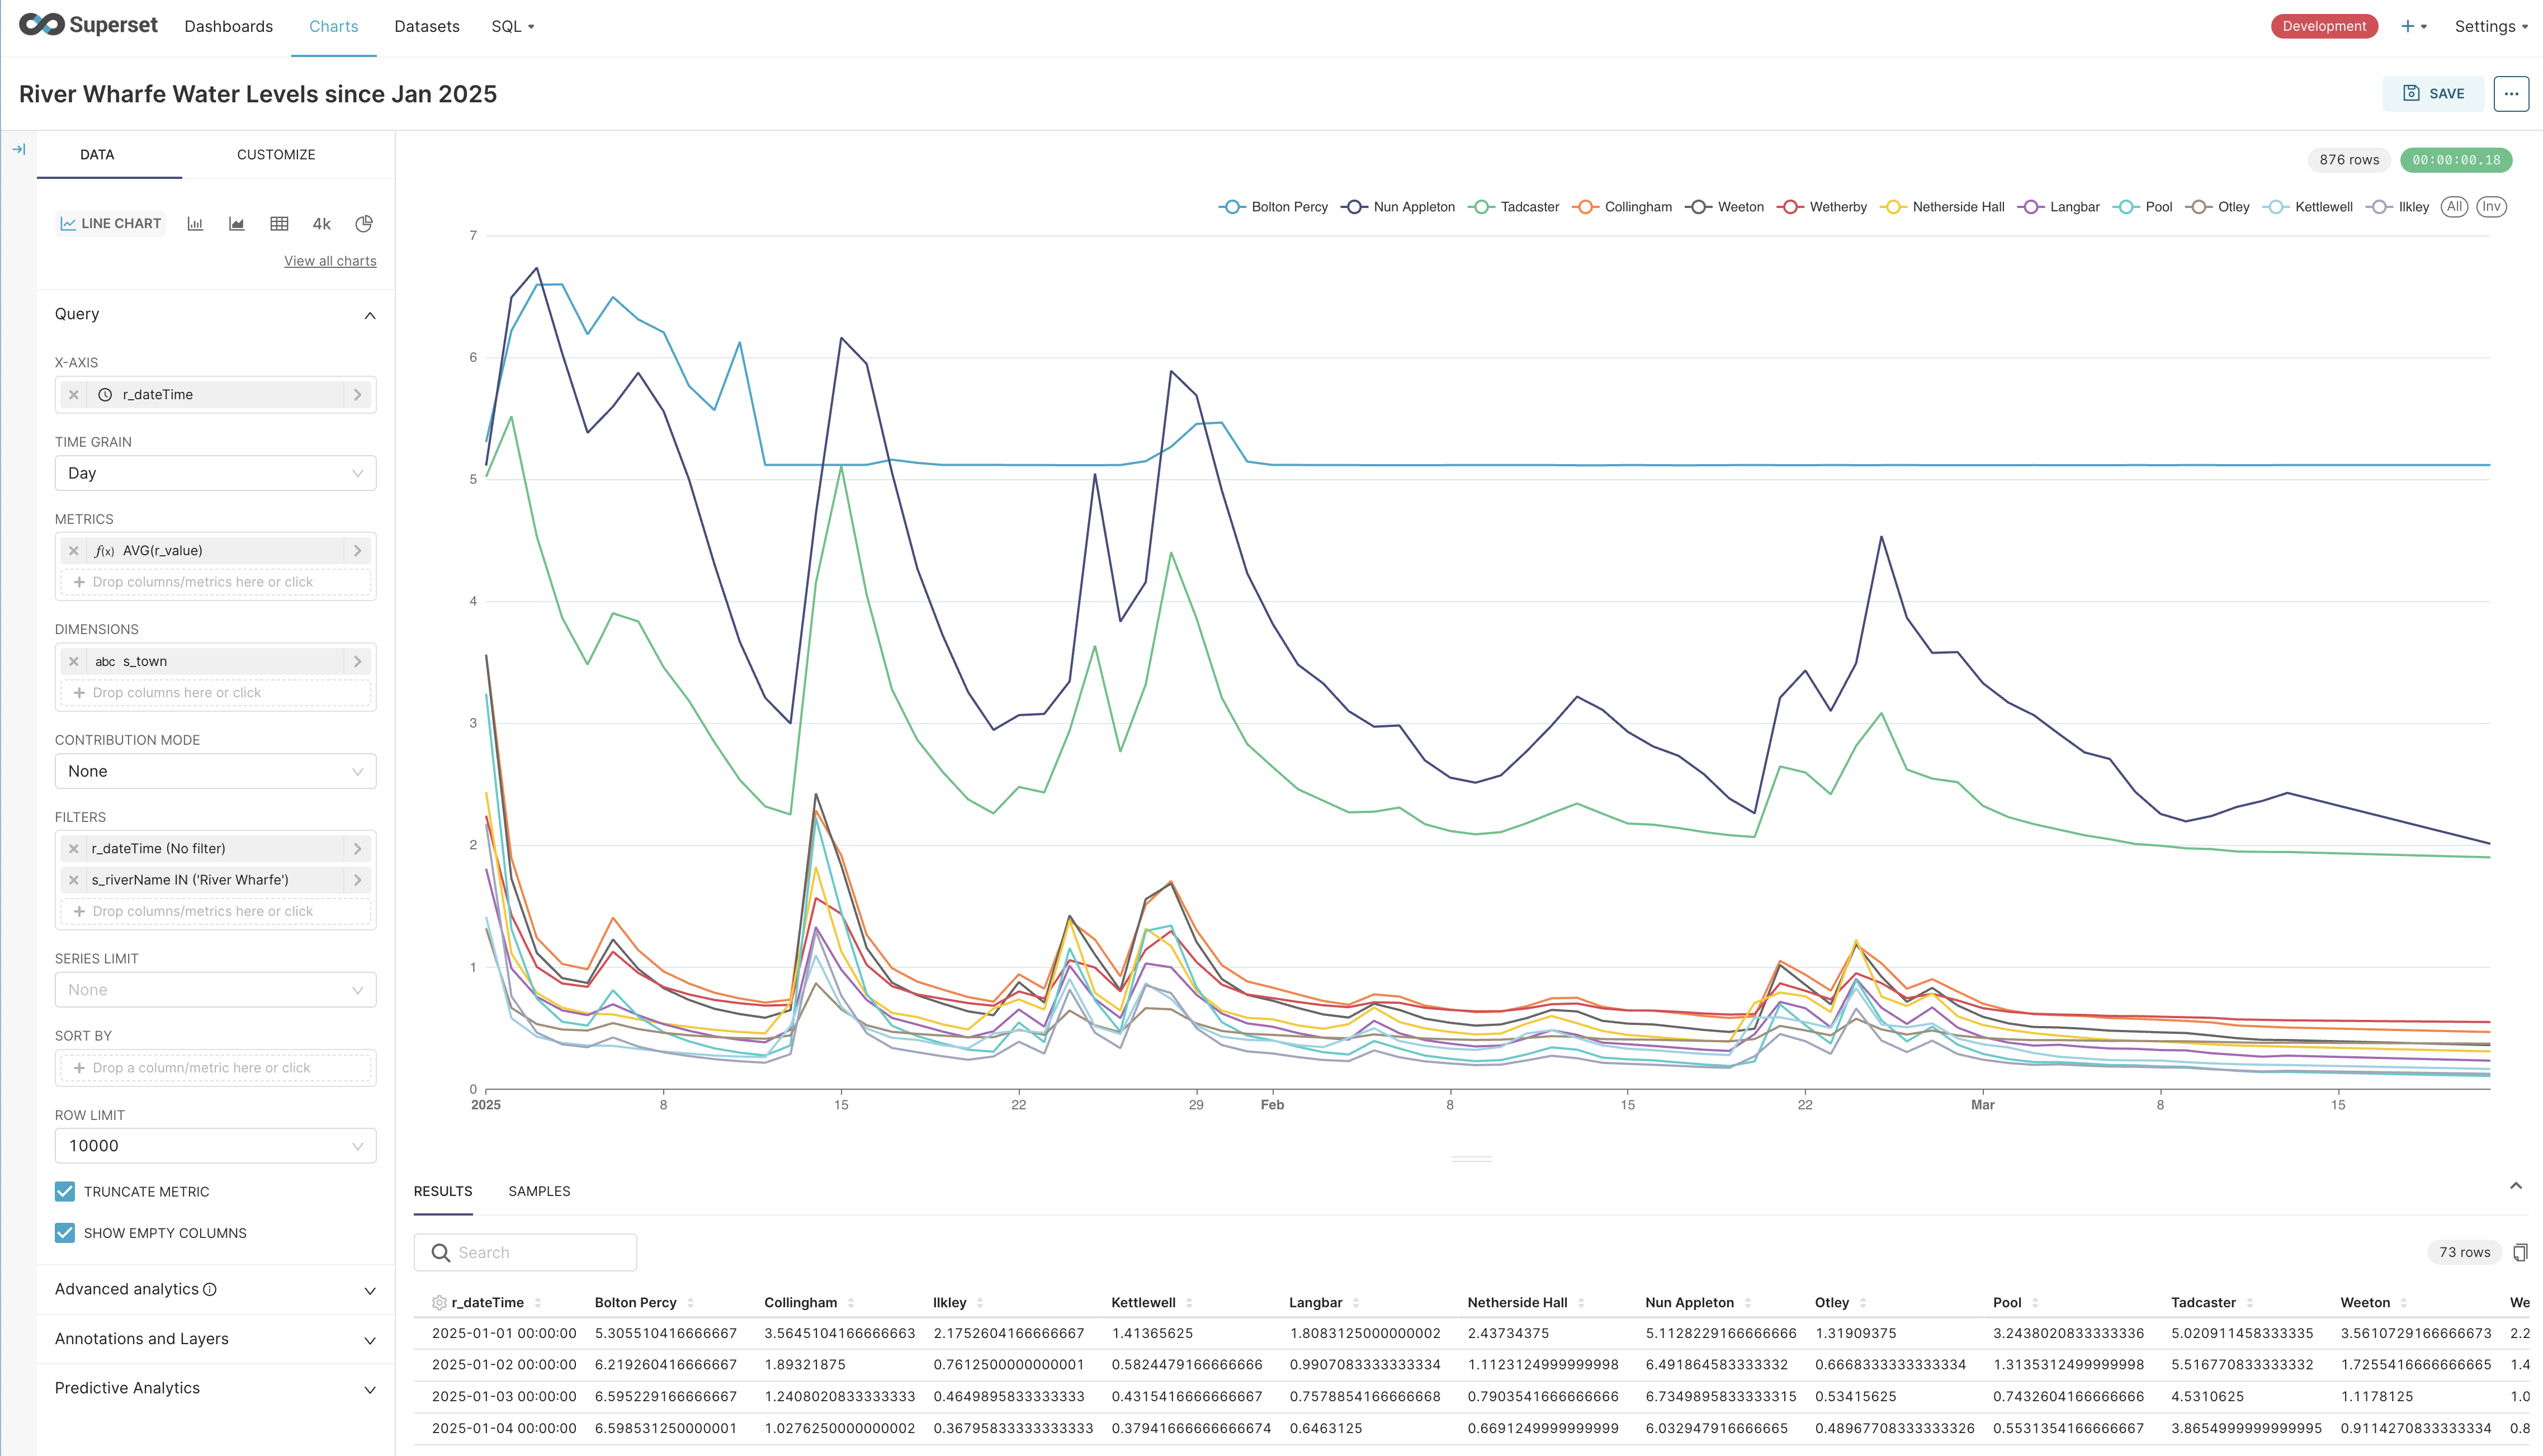 Superset Dashboards Charts Datasets SQL Development + Settings
River Wharfe Water Levels since Jan 2025
SAVE
DATA CUSTOMIZE
LINE CHART 4k
View all charts
Query
X-AXIS
r_dateTime
TIME GRAIN
Day
METRICS
f(x) AVG(r_value)
+ Drop columns/metrics here or click
DIMENSIONS
abc s_town
+ Drop columns here or click
CONTRIBUTION MODE
None
FILTERS
r_dateTime (No filter)
s_riverName IN ('River Wharfe')
+ Drop columns/metrics here or click
SERIES LIMIT
None
SORT BY
+ Drop a column/metric here or click
ROW LIMIT
10000
TRUNCATE METRIC
SHOW EMPTY COLUMNS
Advanced analytics
Annotations and Layers
Predictive Analytics
876 rows 00:00:00.18
Bolton Percy Nun Appleton Tadcaster Collingham Weeton Wetherby Netherside Hall Langbar Pool Otley Kettlewell Ilkley All Inv
7
6
5
4
3
2
1
0
2025 8 15 22 29 Feb 8 15 22 Mar 8 15
RESULTS SAMPLES
Search 73 rows
r_dateTime Bolton Percy Collingham Ilkley Kettlewell Langbar Netherside Hall Nun Appleton Otley Pool Tadcaster Weeton We
2025-01-01 00:00:00 5.305510416666667 3.5645104166666663 2.1752604166666667 1.41365625 1.8083125000000002 2.43734375 5.1128229166666666 1.31909375 3.2438020833333336 5.020911458333335 3.5610729166666673 2.2
2025-01-02 00:00:00 6.219260416666667 1.89321875 0.7612500000000001 0.5824479166666666 0.9907083333333334 1.1123124999999998 6.491864583333332 0.6668333333333334 1.3135312499999998 5.516770833333332 1.7255416666666665 1.4
2025-01-03 00:00:00 6.595229166666667 1.2408020833333333 0.4649895833333333 0.4315416666666667 0.7578854166666668 0.7903541666666666 6.7349895833333315 0.53415625 0.7432604166666666 4.5310625 1.1178125 1.0
2025-01-04 00:00:00 6.598531250000001 1.0276250000000002 0.36795833333333333 0.37941666666666674 0.6463125 0.6691249999999999 6.032947916666665 0.48967708333333326 0.5531354166666667 3.8654999999999995 0.9114270833333334 0.8